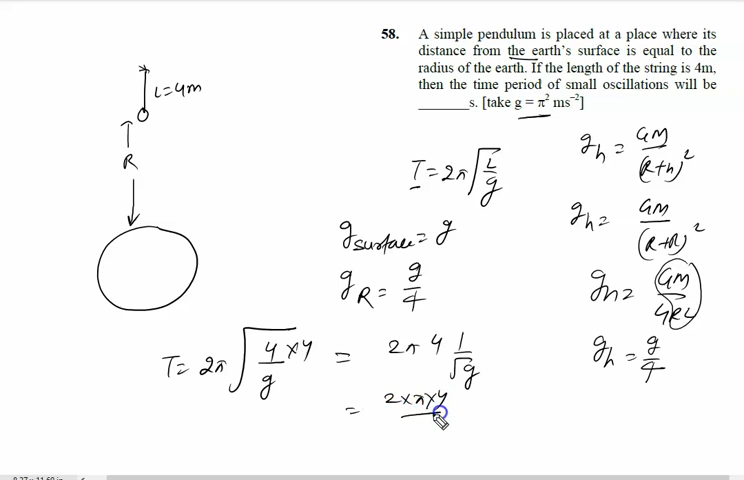 58. A simple pendulum is placed at a place where its
distance from the earth's surface is equal to the
radius of the earth. If the length of the string is 4m,
then the time period of small oscillations will be
______s. [take g = π² ms⁻²]
L=4m
R
T = 2π√(L/g)
g_surface = g
g_R = g/4
g_h = GM/(R+h)²
g_h = GM/(R+R)²
g_h = GM/4R²
g_h = g/4
T = 2π√(4/g × 4) = 2π 4 1/√g
= 2×π×4